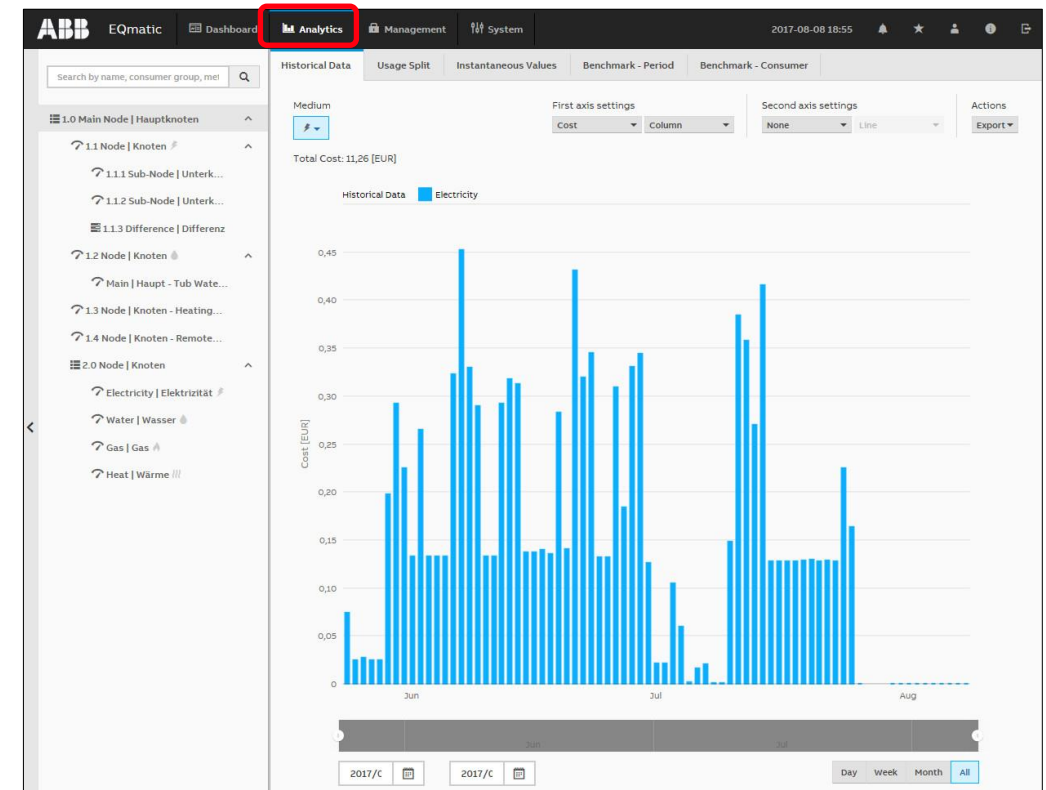 ABB EQmatic Dashboard Analytics Management System 2017-08-08 18:55
Historical Data Usage Split Instantaneous Values Benchmark - Period Benchmark - Consumer
Search by name, consumer group, met
1.0 Main Node | Hauptknoten
1.1 Node | Knoten
1.1.1 Sub-Node | Unterk...
1.1.2 Sub-Node | Unterk...
1.1.3 Difference | Differenz
1.2 Node | Knoten
Main | Haupt - Tub Wate...
1.3 Node | Knoten - Heating...
1.4 Node | Knoten - Remote...
2.0 Node | Knoten
Electricity | Elektrizität
Water | Wasser
Gas | Gas
Heat | Wärme
Medium First axis settings Second axis settings Actions
Cost Column None Line Export
Total Cost: 11,26 [EUR]
Historical Data Electricity
Cost [EUR]
0,45
0,40
0,35
0,30
0,25
0,20
0,15
0,10
0,05
0
Jun Jul Aug
Jun Jul
2017/0 2017/0 Day Week Month All